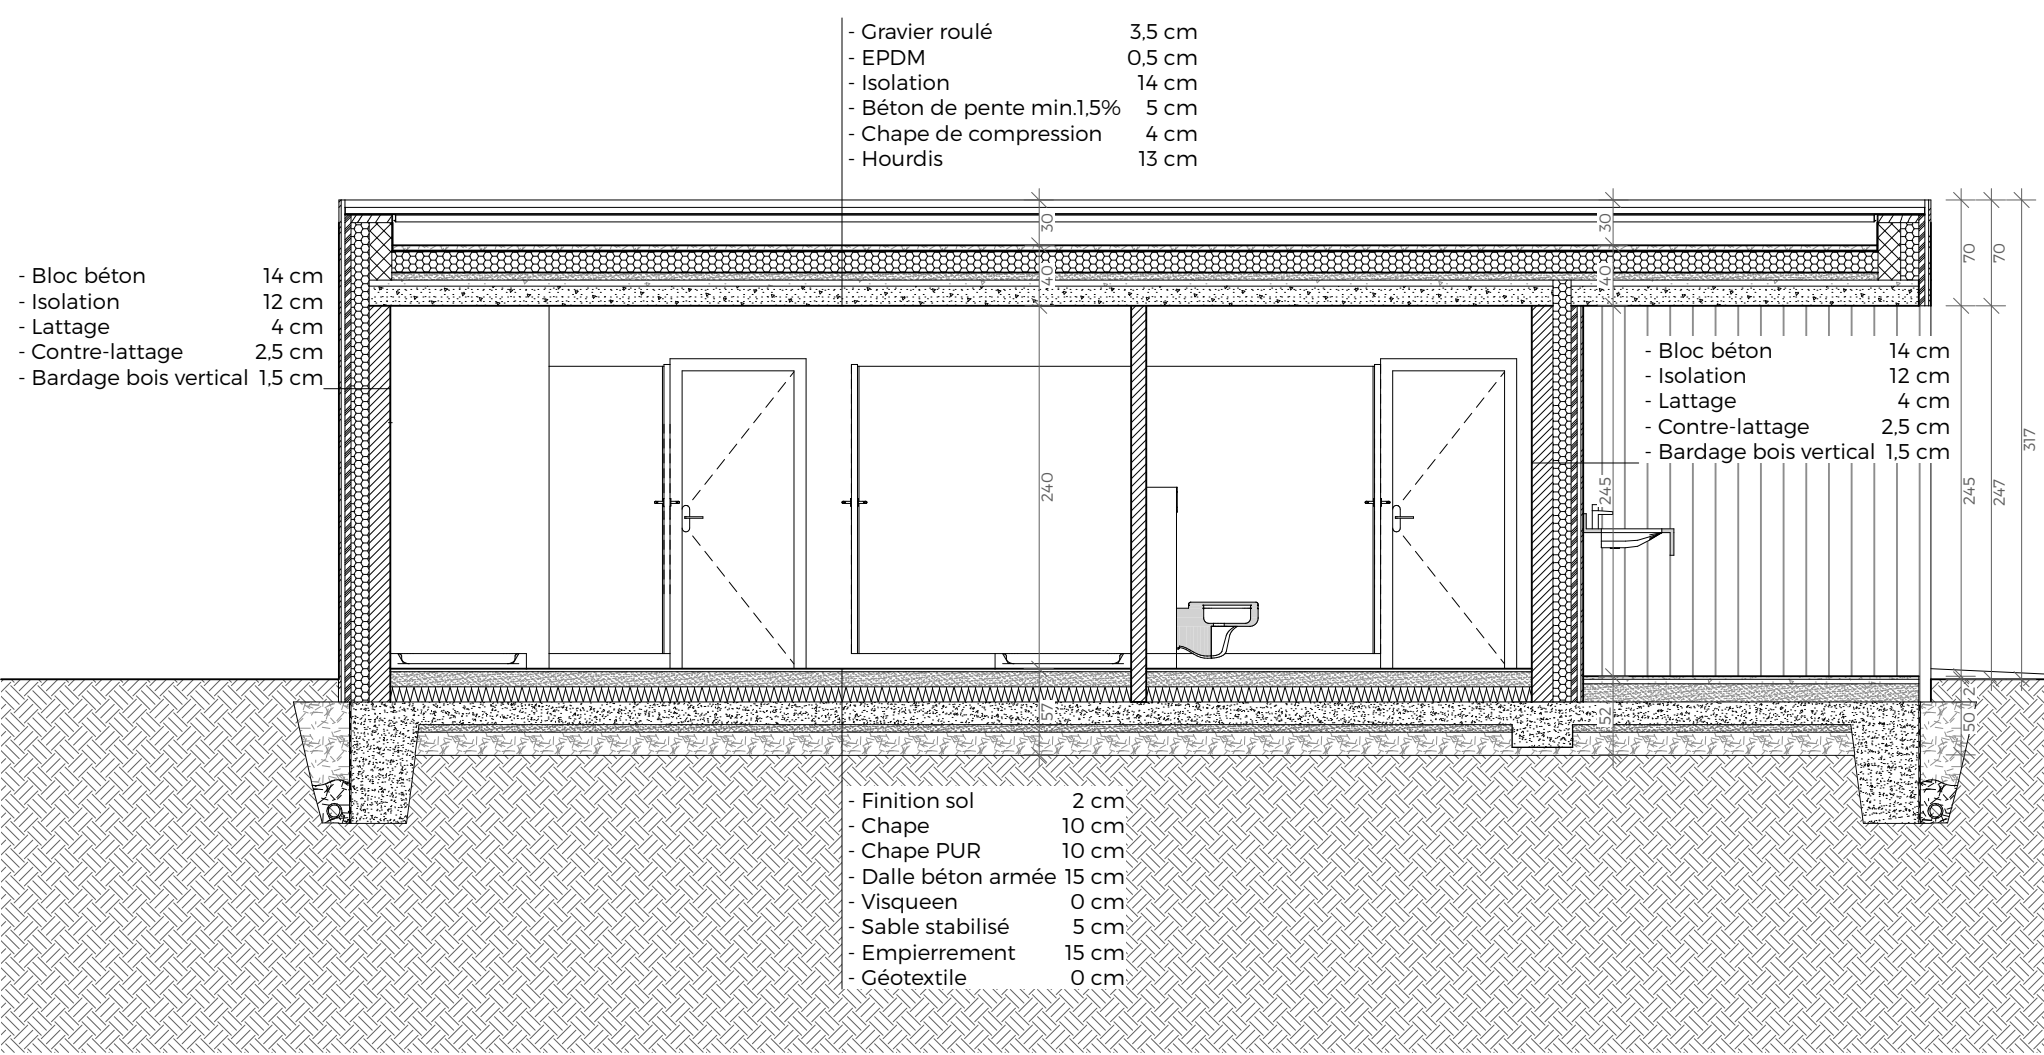 - Gravier roulé 3,5 cm
- EPDM 0,5 cm
- Isolation 14 cm
- Béton de pente min.1,5% 5 cm
- Chape de compression 4 cm
- Hourdis 13 cm
- Bloc béton 14 cm
- Isolation 12 cm
- Lattage 4 cm
- Contre-lattage 2,5 cm
- Bardage bois vertical 1,5 cm
30
40
240
57
30
40
245
52
- Bloc béton 14 cm
- Isolation 12 cm
- Lattage 4 cm
- Contre-lattage 2,5 cm
- Bardage bois vertical 1,5 cm
70
245
2
50
70
247
317
- Finition sol 2 cm
- Chape 10 cm
- Chape PUR 10 cm
- Dalle béton armée 15 cm
- Visqueen 0 cm
- Sable stabilisé 5 cm
- Empierrement 15 cm
- Géotextile 0 cm